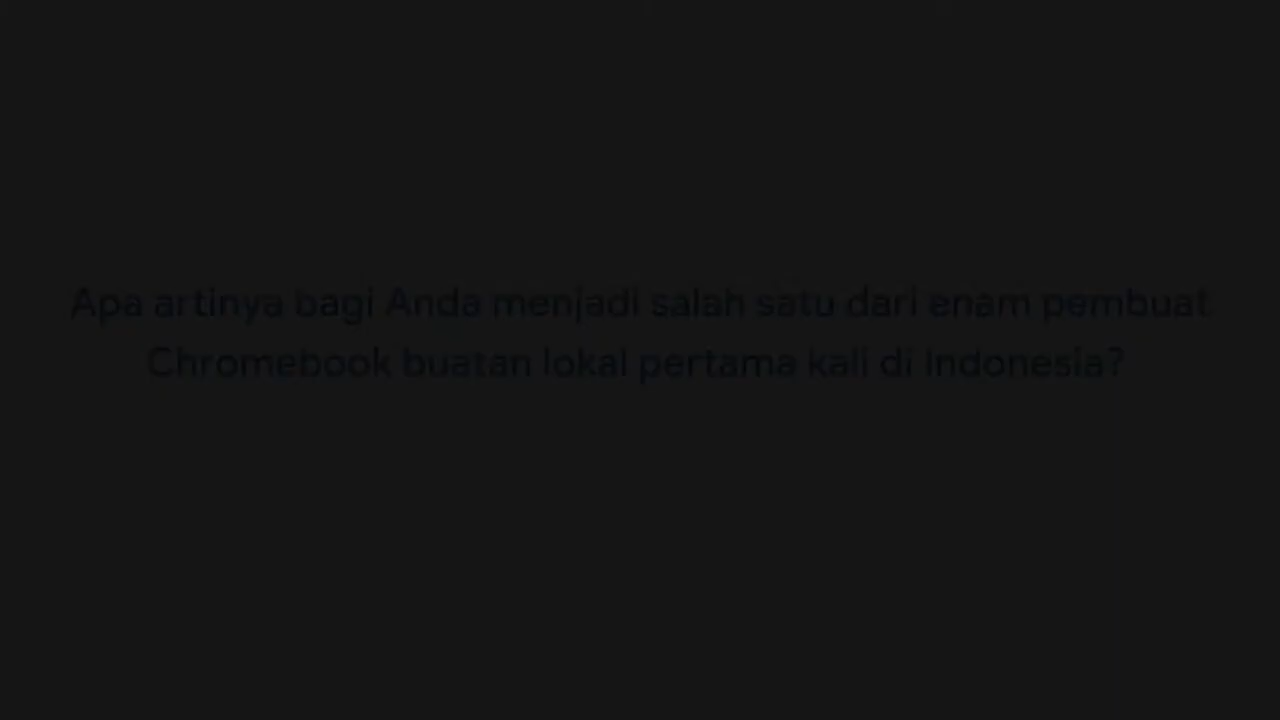 Apa artinya bagi Anda menjadi salah satu dari enam pembuat
Chromebook buatan lokal pertama kali di Indonesia?